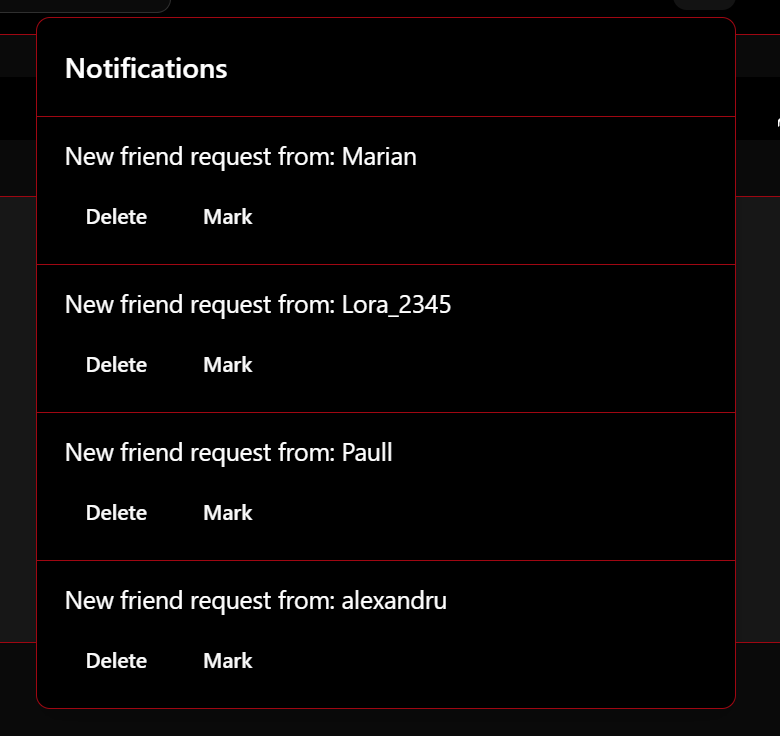 Notifications
New friend request from: Marian
Delete Mark
New friend request from: Lora_2345
Delete Mark
New friend request from: Paull
Delete Mark
New friend request from: alexandru
Delete Mark